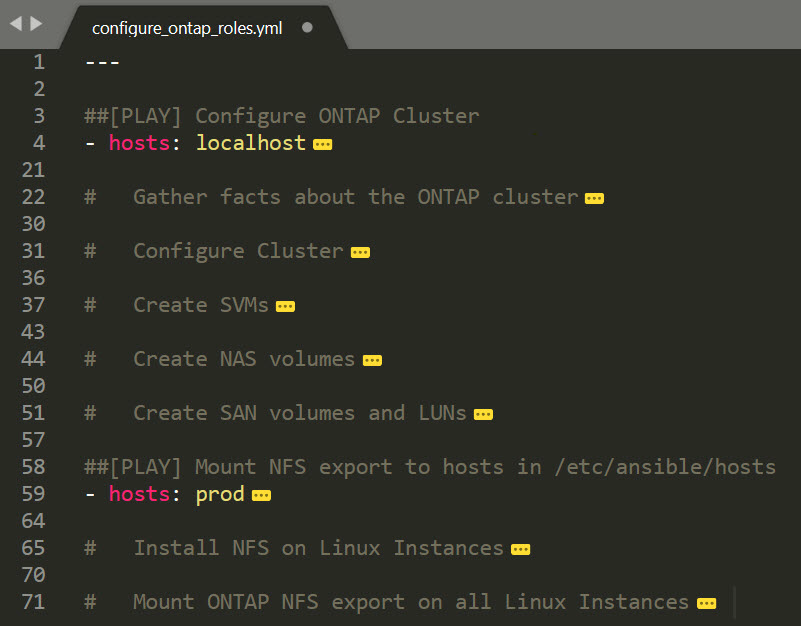 configure_ontap_roles.yml
1 ---
2
3 ##[PLAY] Configure ONTAP Cluster
4 - hosts: localhost
21
22 #   Gather facts about the ONTAP cluster
30
31 #   Configure Cluster
36
37 #   Create SVMs
43
44 #   Create NAS volumes
50
51 #   Create SAN volumes and LUNs
57
58 ##[PLAY] Mount NFS export to hosts in /etc/ansible/hosts
59 - hosts: prod
64
65 #   Install NFS on Linux Instances
70
71 #   Mount ONTAP NFS export on all Linux Instances